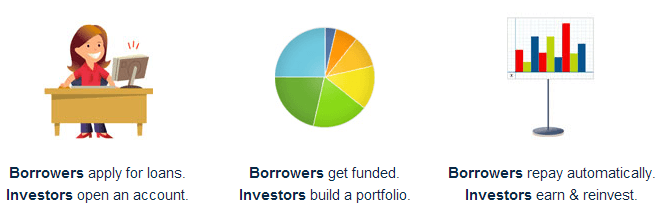 Borrowers apply for loans.
Investors open an account.
Borrowers get funded.
Investors build a portfolio.
Borrowers repay automatically.
Investors earn & reinvest.